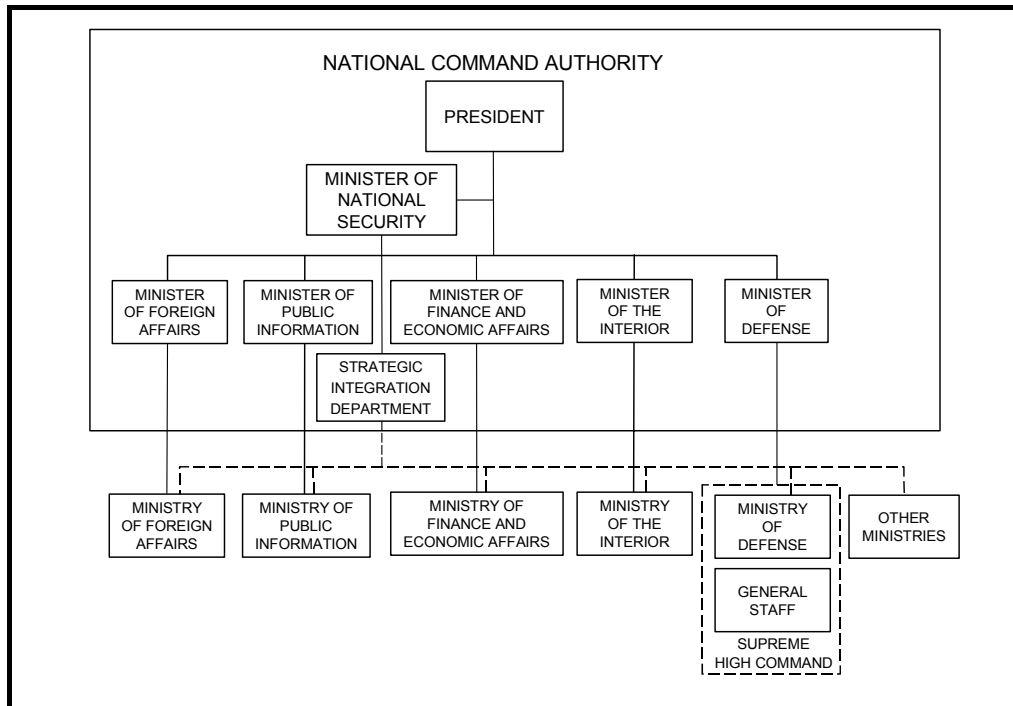 NATIONAL COMMAND AUTHORITY
PRESIDENT
MINISTER OF
NATIONAL
SECURITY
MINISTER
OF FOREIGN
AFFAIRS
MINISTER OF
PUBLIC
INFORMATION
MINISTER OF
FINANCE AND
ECONOMIC AFFAIRS
MINISTER
OF THE
INTERIOR
MINISTER
OF
DEFENSE
STRATEGIC
INTEGRATION
DEPARTMENT
MINISTRY
OF FOREIGN
AFFAIRS
MINISTRY OF
PUBLIC
INFORMATION
MINISTRY OF
FINANCE AND
ECONOMIC AFFAIRS
MINISTRY
OF THE
INTERIOR
MINISTRY
OF
DEFENSE
OTHER
MINISTRIES
GENERAL
STAFF
SUPREME
HIGH COMMAND